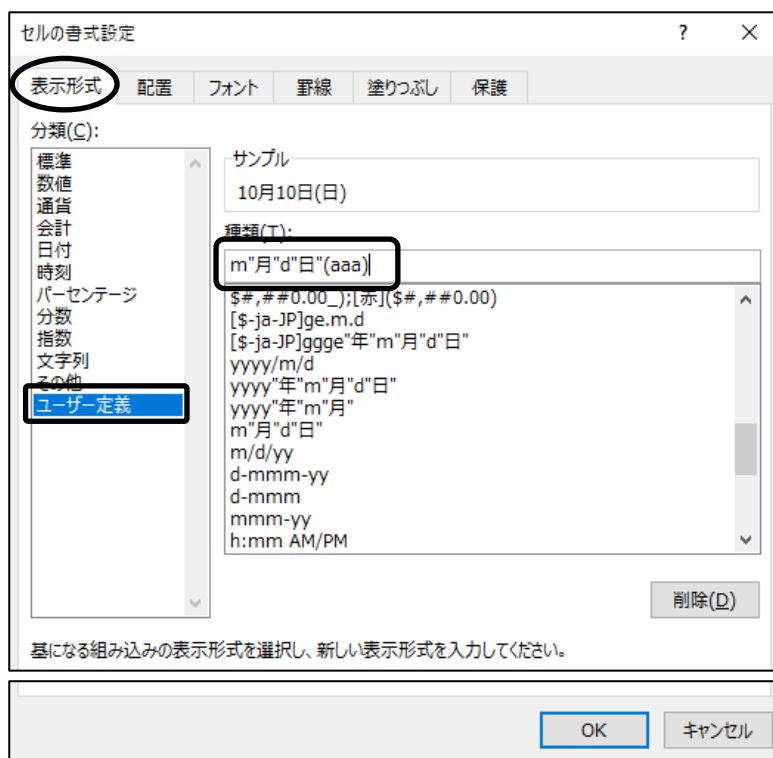 セルの書式設定
? ×
表示形式 配置 フォント 罫線 塗りつぶし 保護
分類(C):
標準
数値
通貨
会計
日付
時刻
パーセンテージ
分数
指数
文字列
その他
ユーザー定義
サンプル
10月10日(日)
種類(T):
m"月"d"日"(aaa)
$#,##0.00_);[赤]($#,##0.00)
[$-ja-JP]ge.m.d
[$-ja-JP]ggge"年"m"月"d"日"
yyyy/m/d
yyyy"年"m"月"d"日"
yyyy"年"m"月"
m"月"d"日"
m/d/yy
d-mmm-yy
d-mmm
mmm-yy
h:mm AM/PM
削除(D)
基になる組み込みの表示形式を選択し、新しい表示形式を入力してください。
OK キャンセル